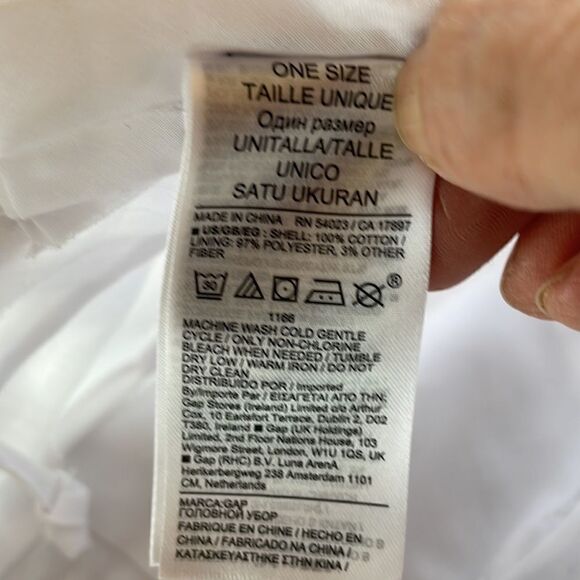 ONE SIZE
TAILLE UNIQUE
Один размер
UNITALLA/TALLE
UNICO
SATU UKURAN
MADE IN CHINA RN 54023 / CA 17897
■ US/GB/EG : SHELL: 100% COTTON /
LINING: 97% POLYESTER, 3% OTHER
FIBER
30
®
1166
MACHINE WASH COLD GENTLE
CYCLE / ONLY NON-CHLORINE
BLEACH WHEN NEEDED / TUMBLE
DRY LOW / WARM IRON / DO NOT
DRY CLEAN
DISTRIBUIDO POR / Imported
By/Importe Par / ΕΙΣΑΓΕΤΑΙ ΑΠΟ ΤΗΝ:
Gap Stores (Ireland) Limited c/o Arthur
Cox, 10 Earlsfort Terrace, Dublin 2, D02
T380, Ireland ■ Gap (UK Holdings)
Limited, 2nd Floor Nations House, 103
Wigmore Street, London, W1U 1QS, UK
■ Gap (RHC) B.V. Luna ArenA
Herikerbergweg 238 Amsterdam 1101
CM, Netherlands
MARCA:GAP
ГОЛОВНОЙ УБОР
FABRIQUE EN CHINE / HECHO EN
CHINA / FABRICADO NA CHINA /
ΚΑΤΑΣΚΕΥΑΣΤΗΚΕ ΣΤΗΝ ΚΙΝΑ /